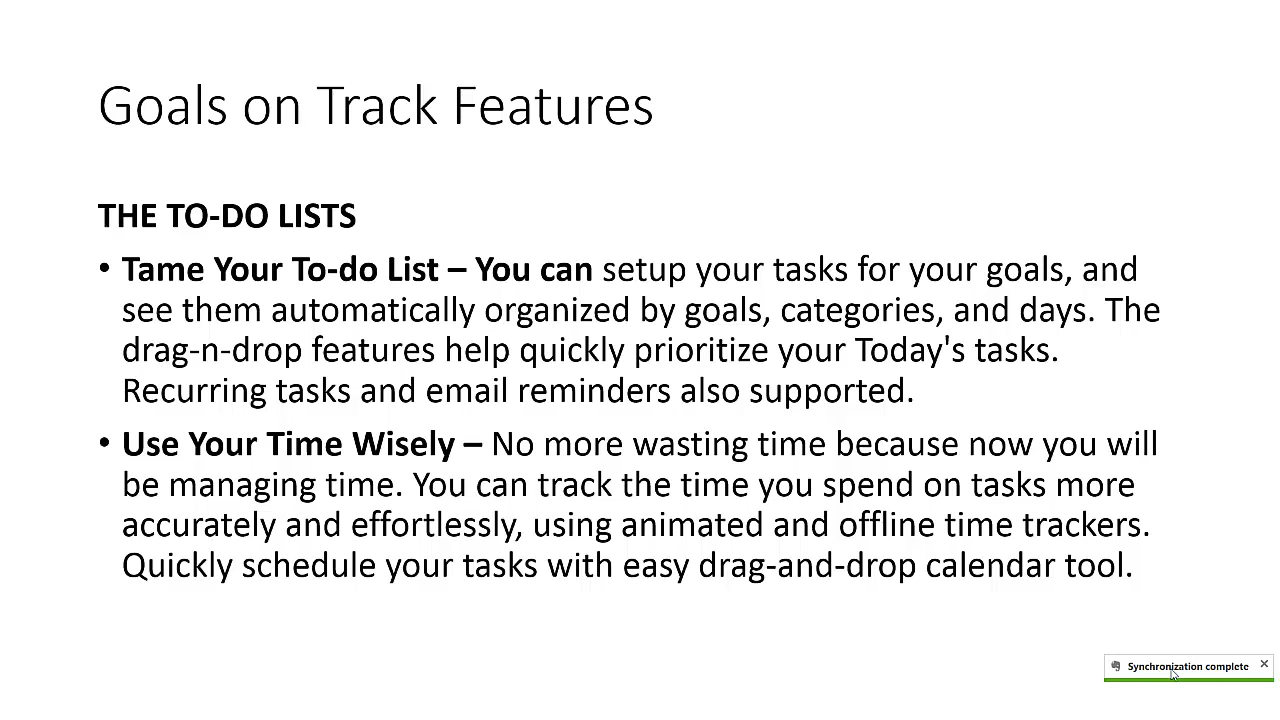 Goals on Track Features
THE TO-DO LISTS
• Tame Your To-do List – You can setup your tasks for your goals, and
see them automatically organized by goals, categories, and days. The
drag-n-drop features help quickly prioritize your Today's tasks.
Recurring tasks and email reminders also supported.
• Use Your Time Wisely – No more wasting time because now you will
be managing time. You can track the time you spend on tasks more
accurately and effortlessly, using animated and offline time trackers.
Quickly schedule your tasks with easy drag-and-drop calendar tool.
Synchronization complete